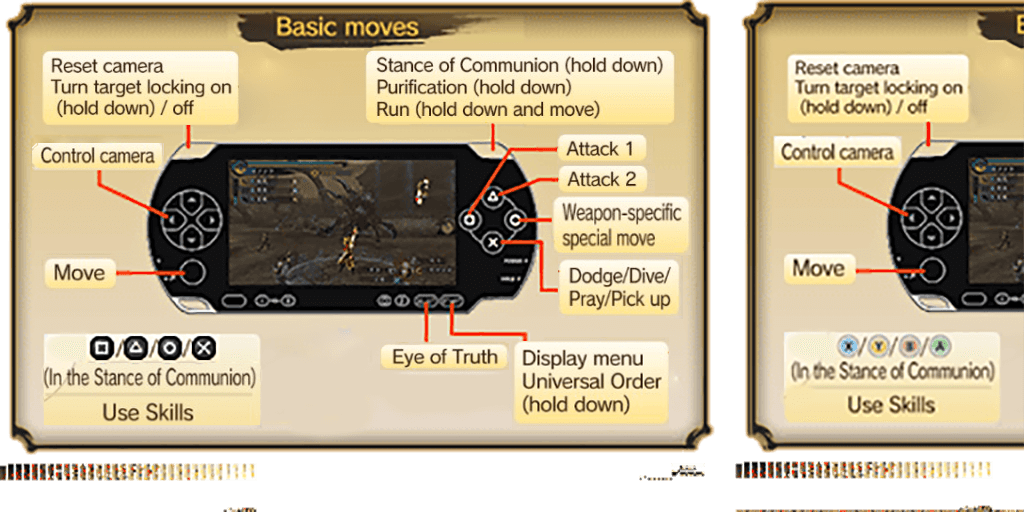 Basic moves
Reset camera
Turn target locking on
(hold down) / off
Stance of Communion (hold down)
Purification (hold down)
Run (hold down and move)
Control camera
Attack 1
Attack 2
Weapon-specific
special move
Move
Dodge/Dive/
Pray/Pick up
Eye of Truth
Display menu
Universal Order
(hold down)
/ / /
(In the Stance of Communion)
Use Skills
Reset camera
Turn target locking on
(hold down) / off
Control camera
Move
X/Y/B/A
(In the Stance of Communion)
Use Skills